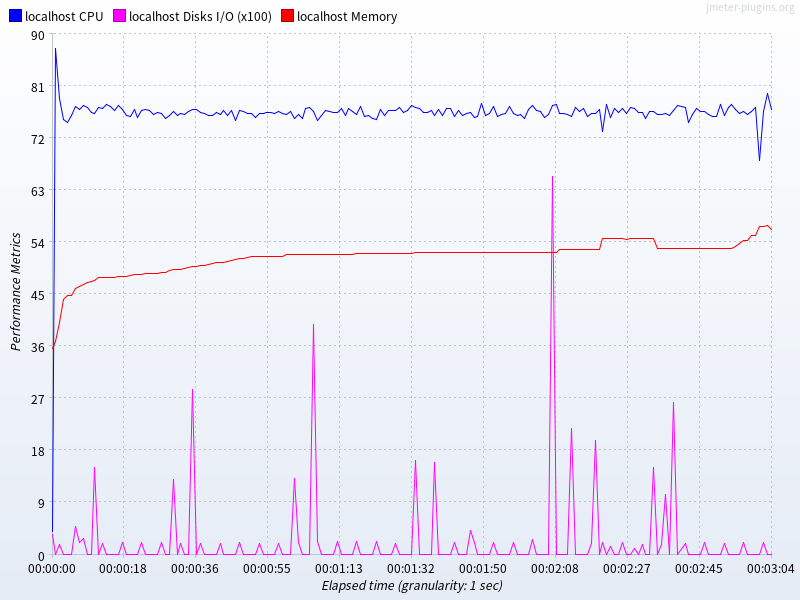 jmeter-plugins.org
localhost CPU localhost Disks I/O (x100) localhost Memory
90
81
72
63
54
45
36
27
18
9
0
Performance Metrics
00:00:00 00:00:18 00:00:36 00:00:55 00:01:13 00:01:32 00:01:50 00:02:08 00:02:27 00:02:45 00:03:04
Elapsed time (granularity: 1 sec)